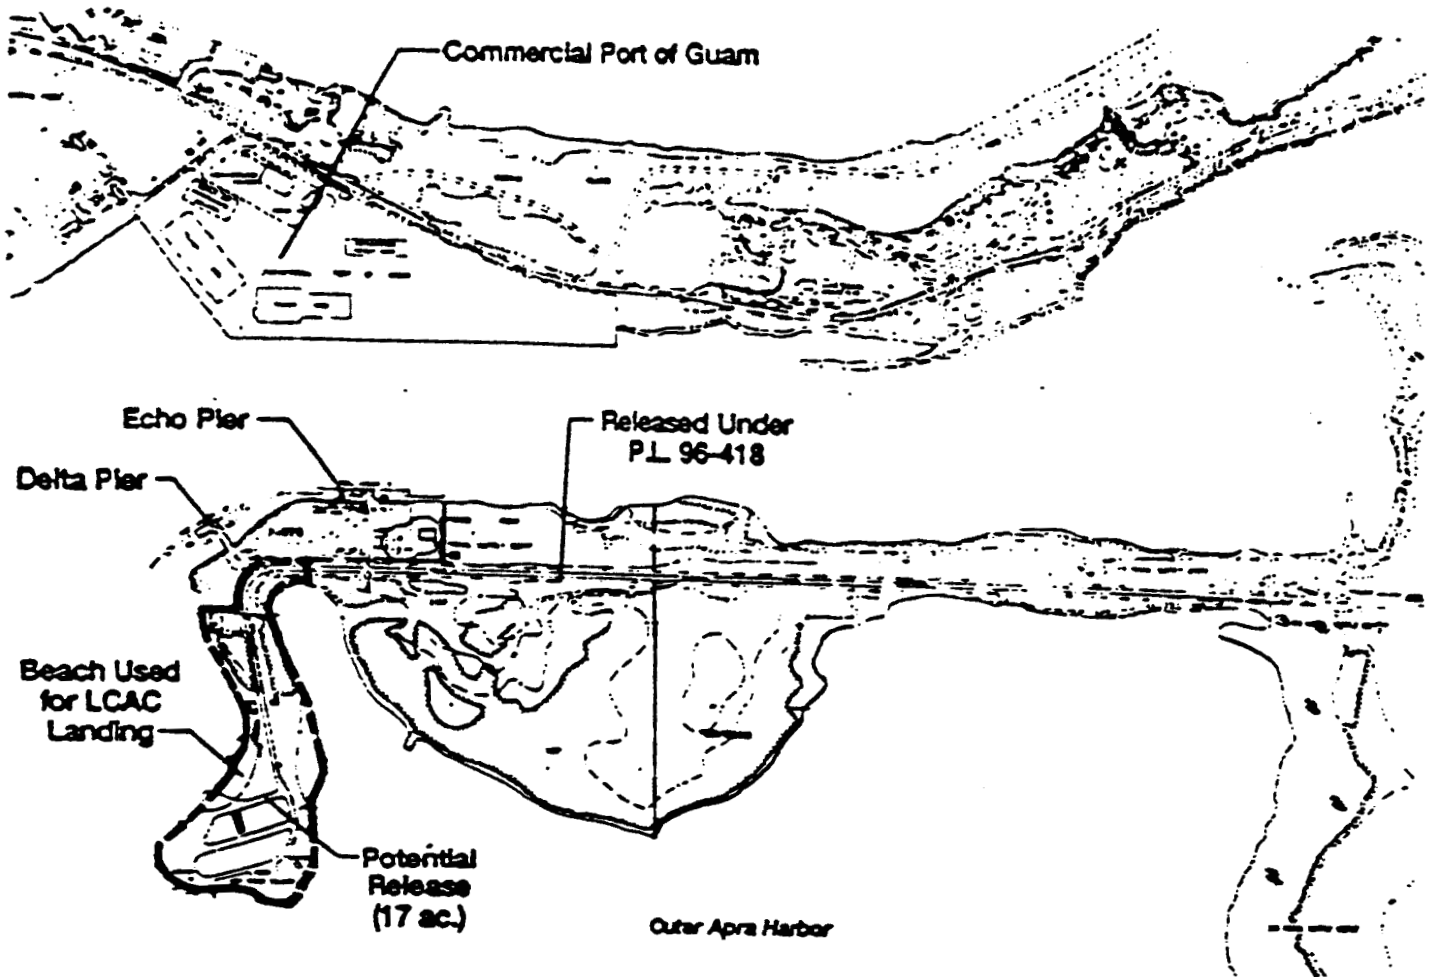 Commercial Port of Guam
Echo Pier
Released Under
P.L. 96-418
Delta Pier
Beach Used
for LCAC
Landing
Potential
Release
(17 ac.)
Outer Apra Harbor